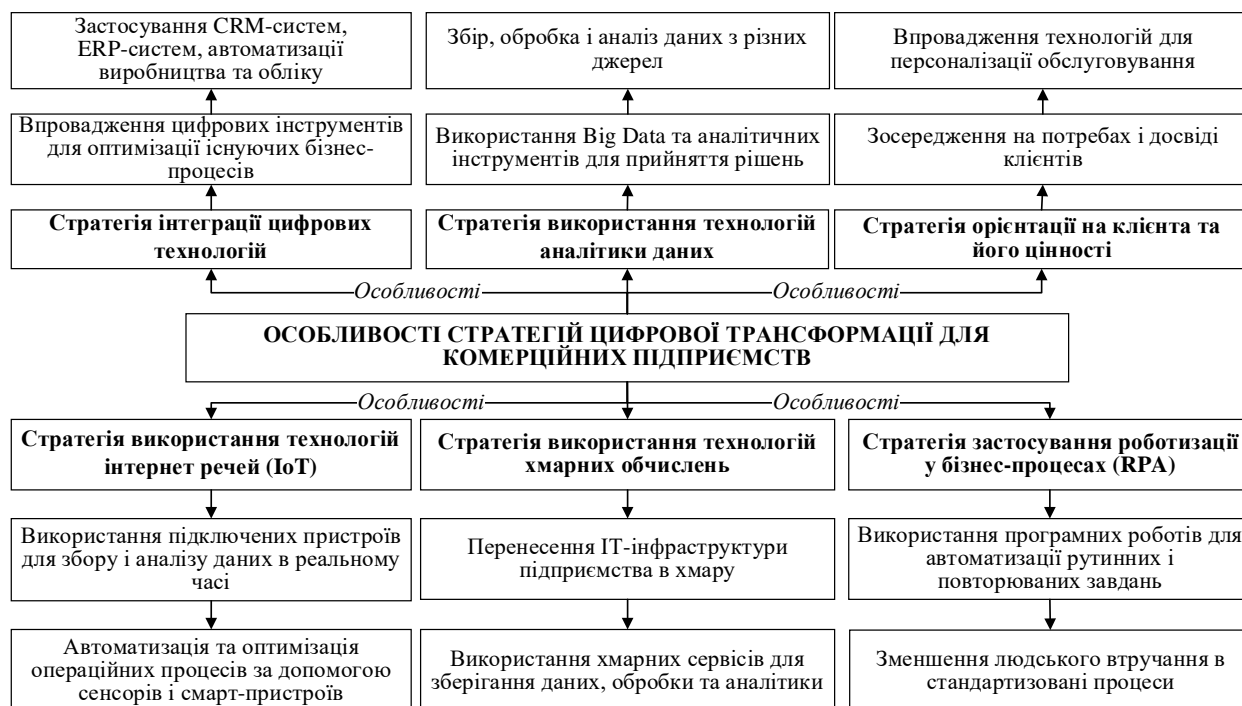 Застосування CRM-систем,
ERP-систем, автоматизації
виробництва та обліку
Збір, обробка і аналіз даних з різних
джерел
Впровадження технологій для
персоналізації обслуговування
Впровадження цифрових інструментів
для оптимізації існуючих бізнес-
процесів
Використання Big Data та аналітичних
інструментів для прийняття рішень
Зосередження на потребах і досвіді
клієнтів
Стратегія інтеграції цифрових
технологій
Стратегія використання технологій
аналітики даних
Стратегія орієнтації на клієнта та
його цінності
Особливості
Особливості
ОСОБЛИВОСТІ СТРАТЕГІЙ ЦИФРОВОЇ ТРАНСФОРМАЦІЇ ДЛЯ
КОМЕРЦІЙНИХ ПІДПРИЄМСТВ
Особливості
Особливості
Стратегія використання технологій
інтернет речей (IoT)
Стратегія використання технологій
хмарних обчислень
Стратегія застосування роботизації
у бізнес-процесах (RPA)
Використання підключених пристроїв
для збору і аналізу даних в реальному
часі
Перенесення ІТ-інфраструктури
підприємства в хмару
Використання програмних роботів для
автоматизації рутинних і
повторюваних завдань
Автоматизація та оптимізація
операційних процесів за допомогою
сенсорів і смарт-пристроїв
Використання хмарних сервісів для
зберігання даних, обробки та аналітики
Зменшення людського втручання в
стандартизовані процеси